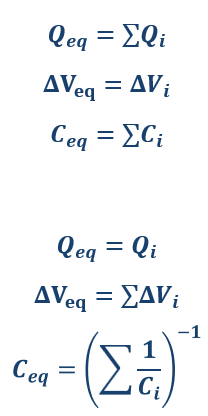 Q_eq = ∑Q_i
ΔV_eq = ΔV_i
C_eq = ∑C_i
Q_eq = Q_i
ΔV_eq = ∑ΔV_i
C_eq = (∑ 1/C_i)^−1